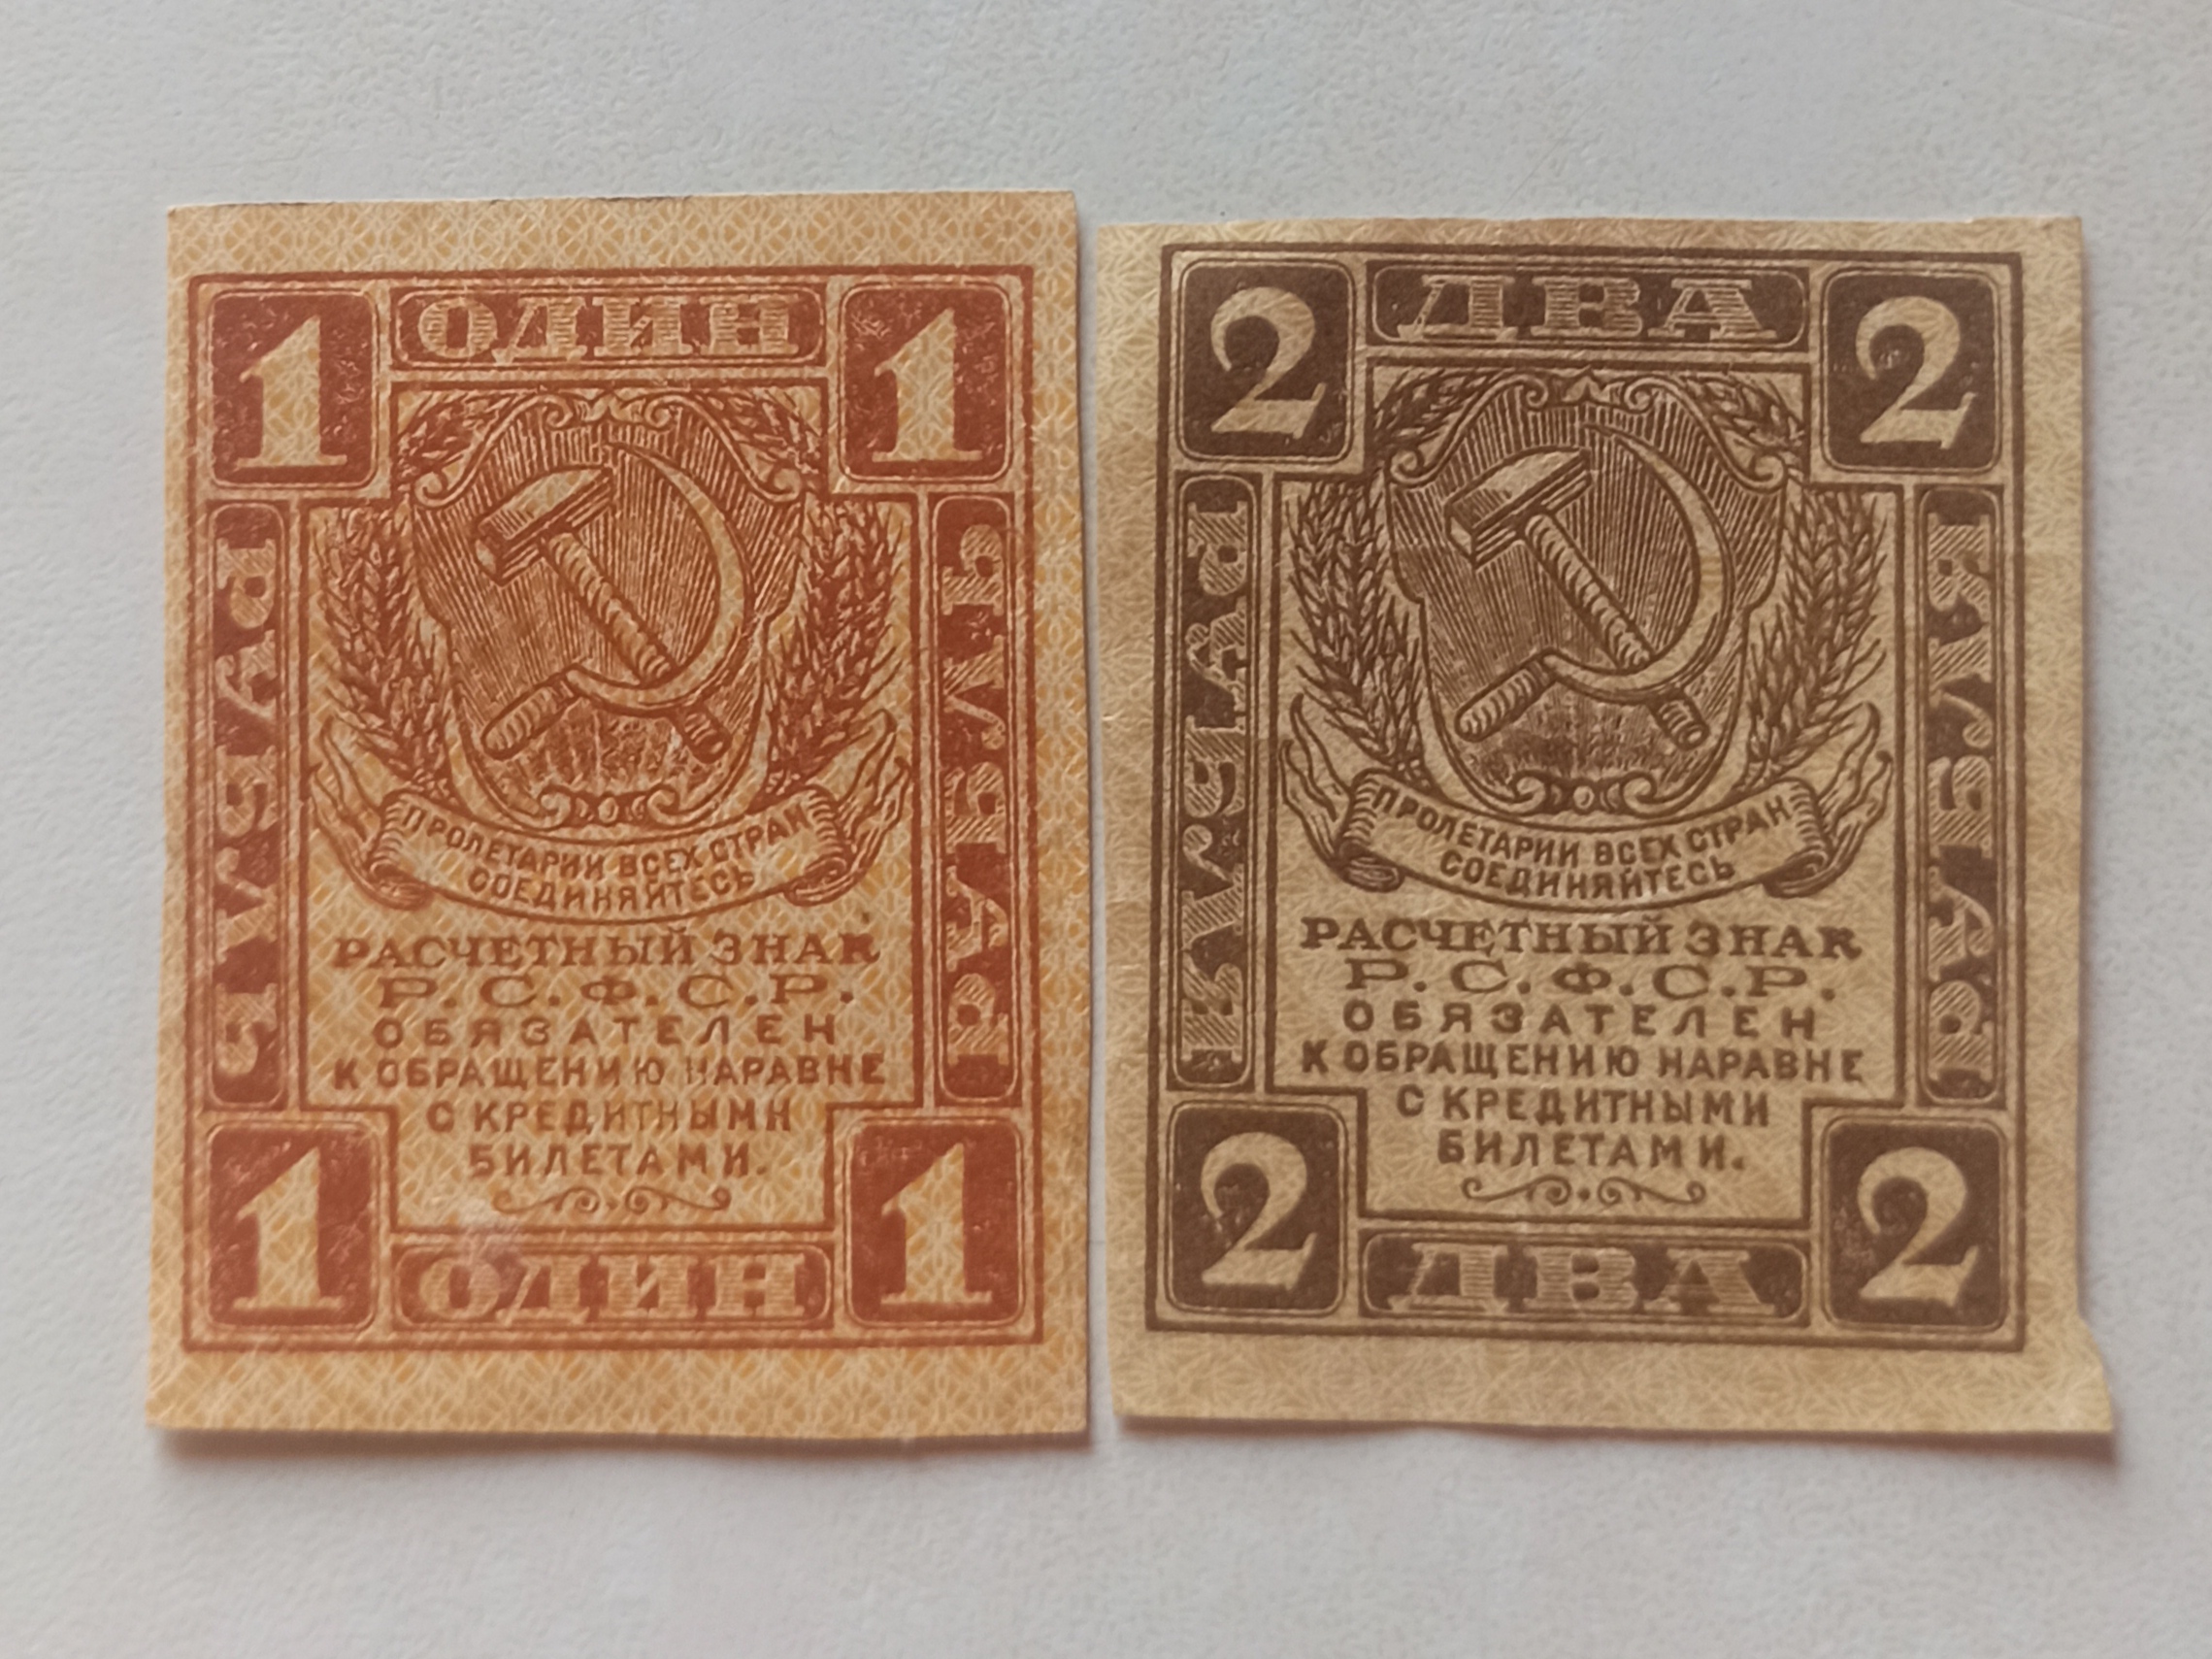 1 ОДИН 1
РУБЛЬ
РУБЛЬ
ПРОЛЕТАРИИ ВСЕХ СТРАН
СОЕДИНЯЙТЕСЬ
РАСЧЕТНЫЙ ЗНАК
Р.С.Ф.С.Р.
ОБЯЗАТЕЛЕН
К ОБРАЩЕНИЮ НАРАВНЕ
С КРЕДИТНЫМИ
БИЛЕТАМИ.
1 ОДИН 1
2 ДВА 2
РУБЛЯ
РУБЛЯ
ПРОЛЕТАРИИ ВСЕХ СТРАН
СОЕДИНЯЙТЕСЬ
РАСЧЕТНЫЙ ЗНАК
Р.С.Ф.С.Р.
ОБЯЗАТЕЛЕН
К ОБРАЩЕНИЮ НАРАВНЕ
С КРЕДИТНЫМИ
БИЛЕТАМИ.
2 ДВА 2